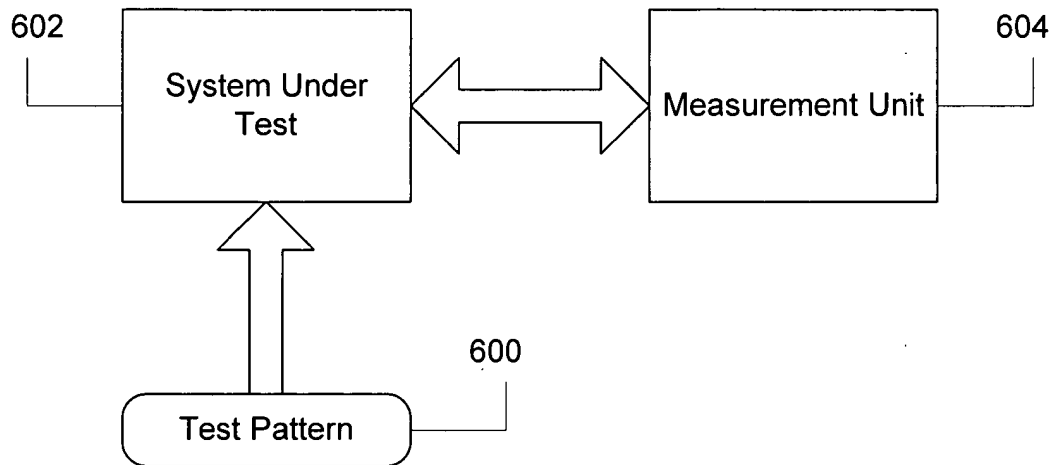 602
604
System Under
Test
Measurement Unit
600
Test Pattern